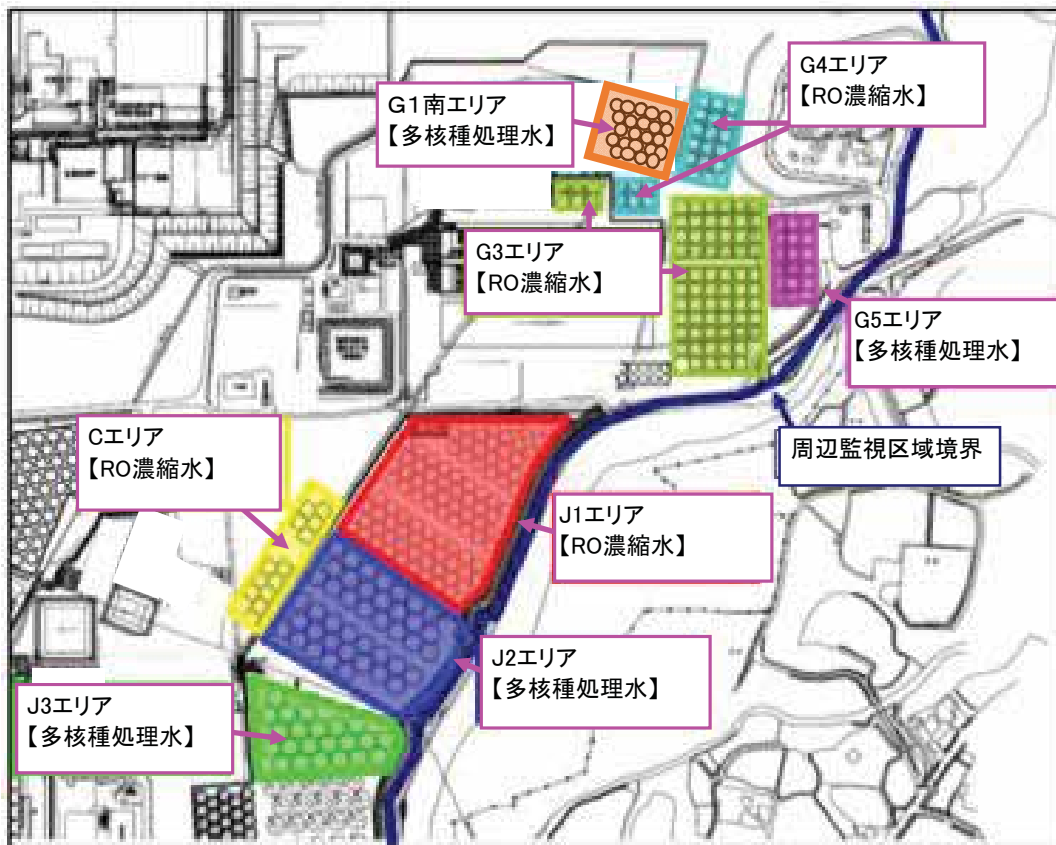 G4エリア
【RO濃縮水】
G1南エリア
【多核種処理水】
G3エリア
【RO濃縮水】
G5エリア
【多核種処理水】
Cエリア
【RO濃縮水】
周辺監視区域境界
J1エリア
【RO濃縮水】
J2エリア
【多核種処理水】
J3エリア
【多核種処理水】